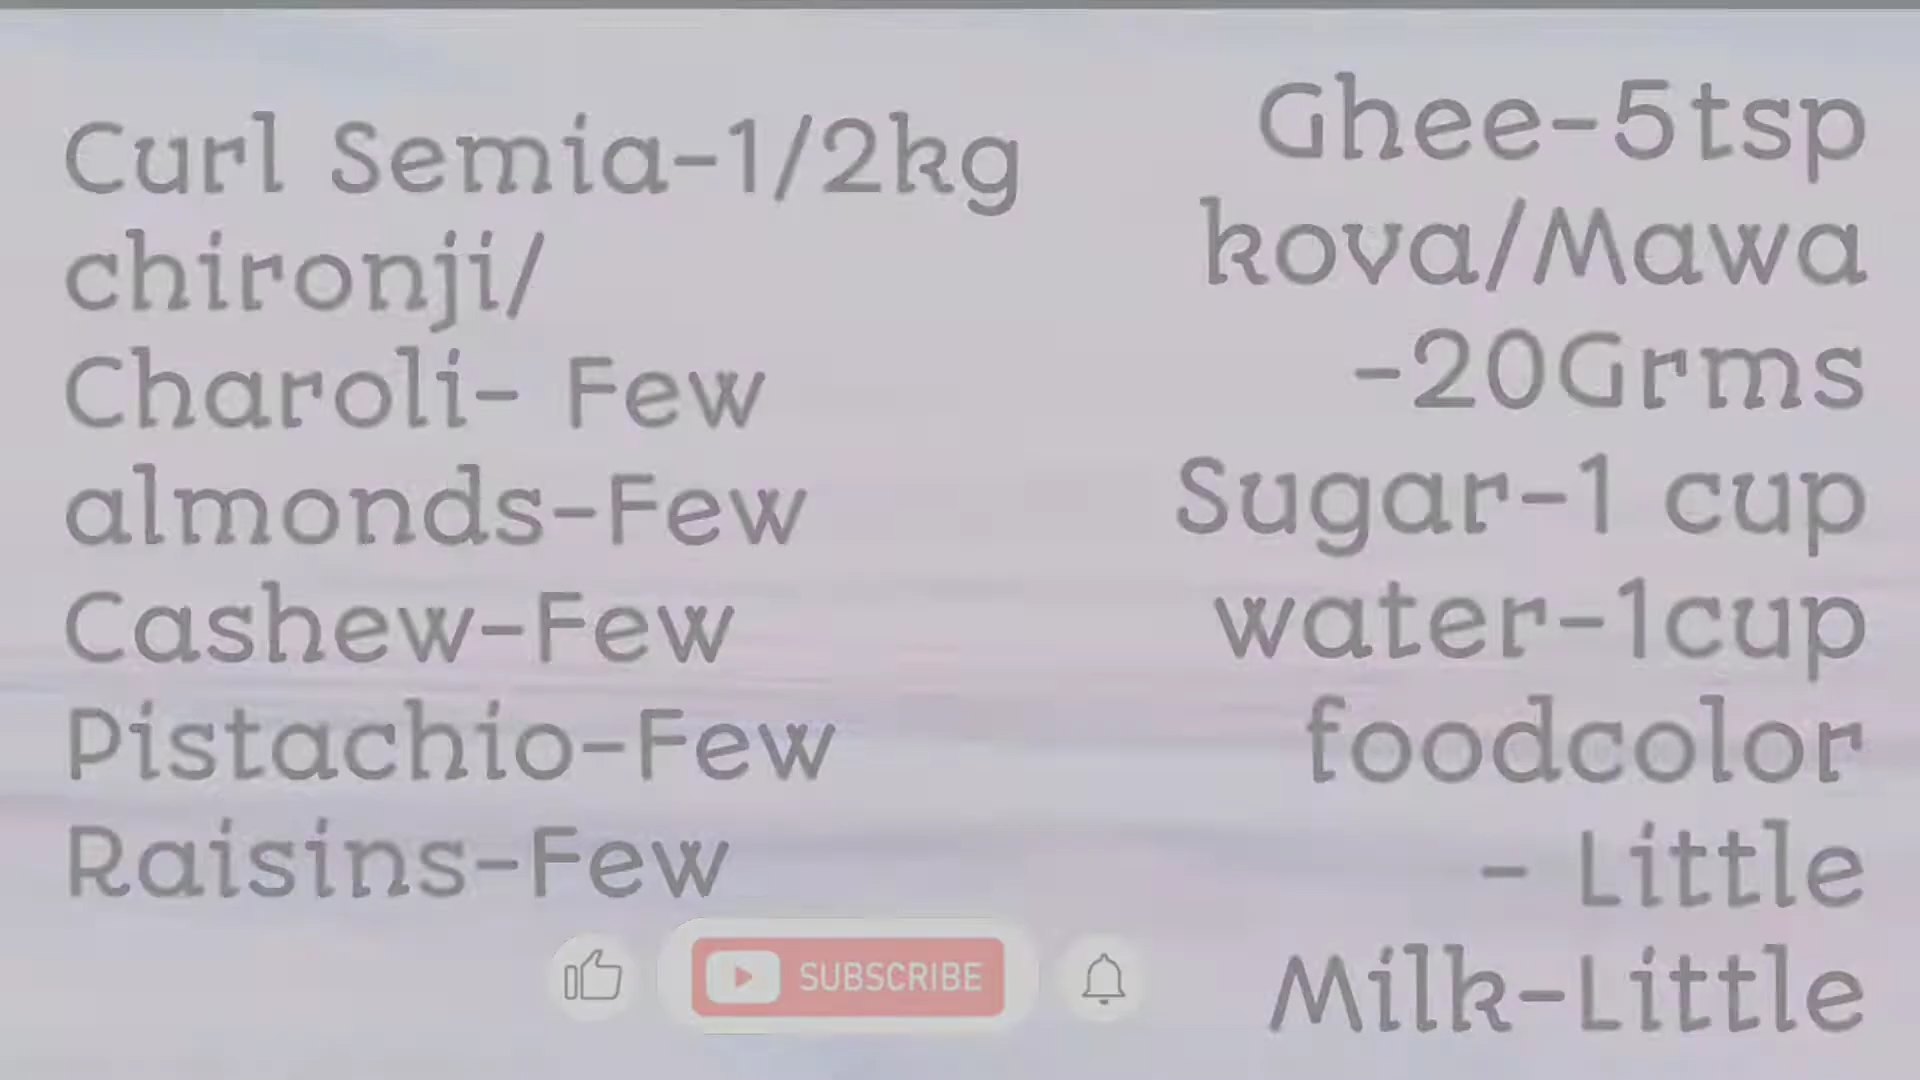 Curl Semia-1/2kg
chironji/
Charoli- Few
almonds-Few
Cashew-Few
Pistachio-Few
Raisins-Few
Ghee-5tsp
kova/Mawa
-20Grms
Sugar-1 cup
water-1cup
foodcolor
- Little
Milk-Little
SUBSCRIBE